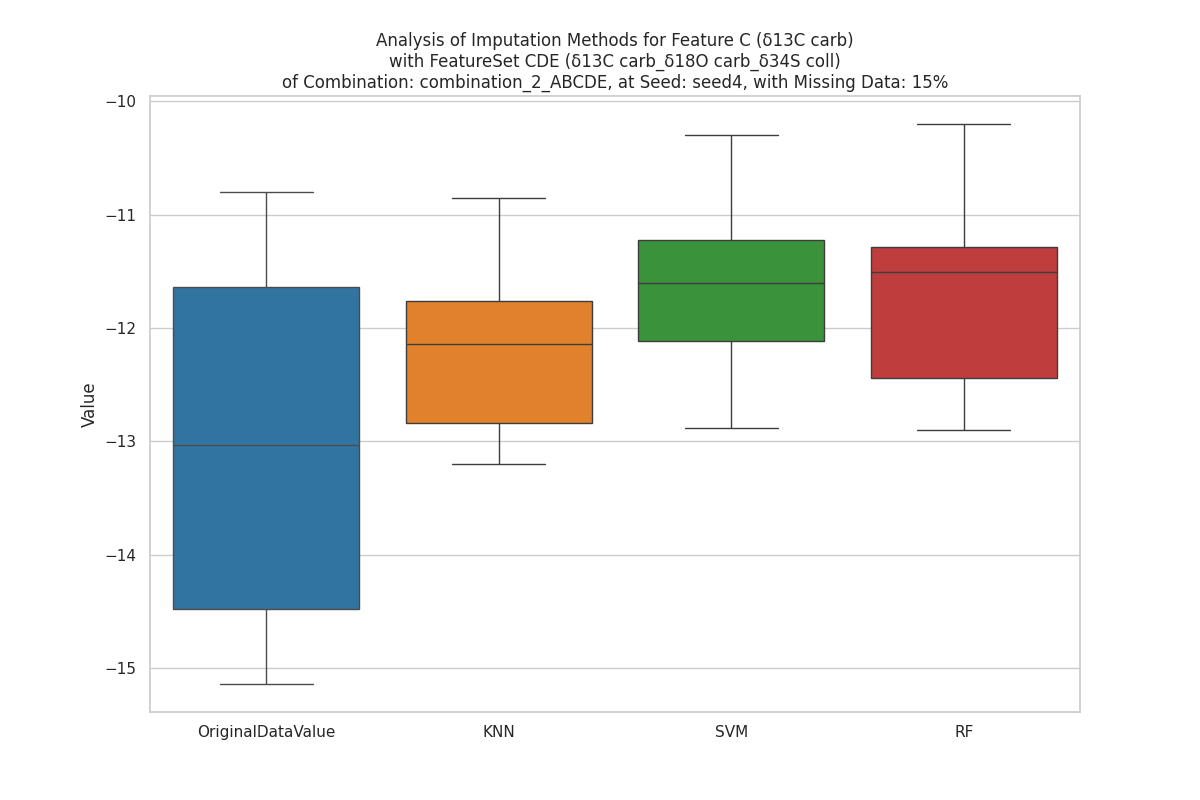 Analysis of Imputation Methods for Feature C (δ13C carb)
with FeatureSet CDE (δ13C carb_δ18O carb_δ34S coll)
of Combination: combination_2_ABCDE, at Seed: seed4, with Missing Data: 15%
−10
−11
−12
−13
−14
−15
Value
OriginalDataValue
KNN
SVM
RF